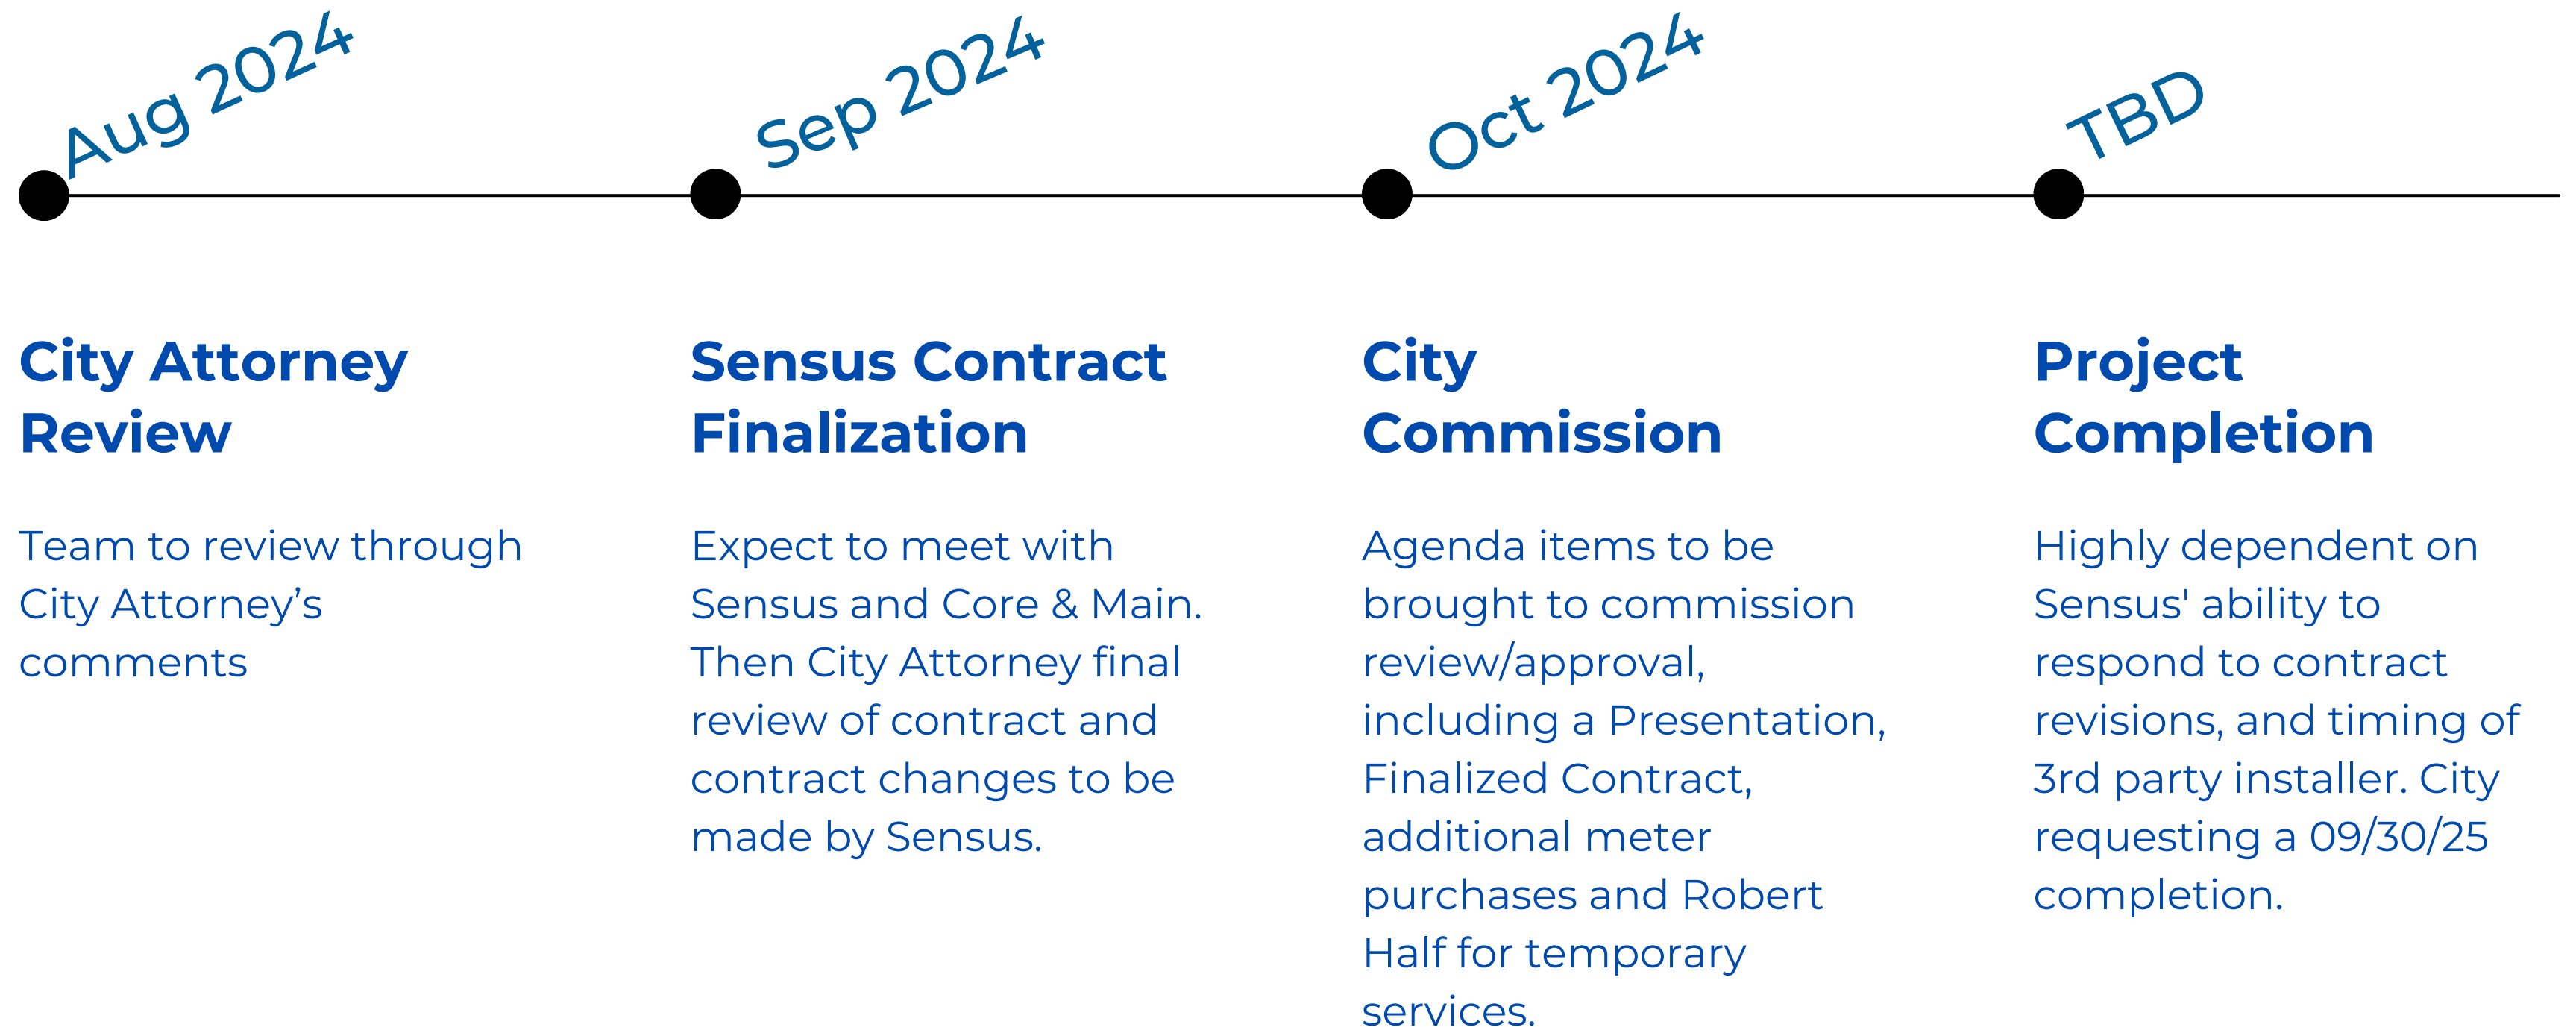 Aug 2024
Sep 2024
Oct 2024
TBD
City Attorney
Review
Team to review through
City Attorney’s
comments
Sensus Contract
Finalization
Expect to meet with
Sensus and Core & Main.
Then City Attorney final
review of contract and
contract changes to be
made by Sensus.
City
Commission
Agenda items to be
brought to commission
review/approval,
including a Presentation,
Finalized Contract,
additional meter
purchases and Robert
Half for temporary
services.
Project
Completion
Highly dependent on
Sensus' ability to
respond to contract
revisions, and timing of
3rd party installer. City
requesting a 09/30/25
completion.